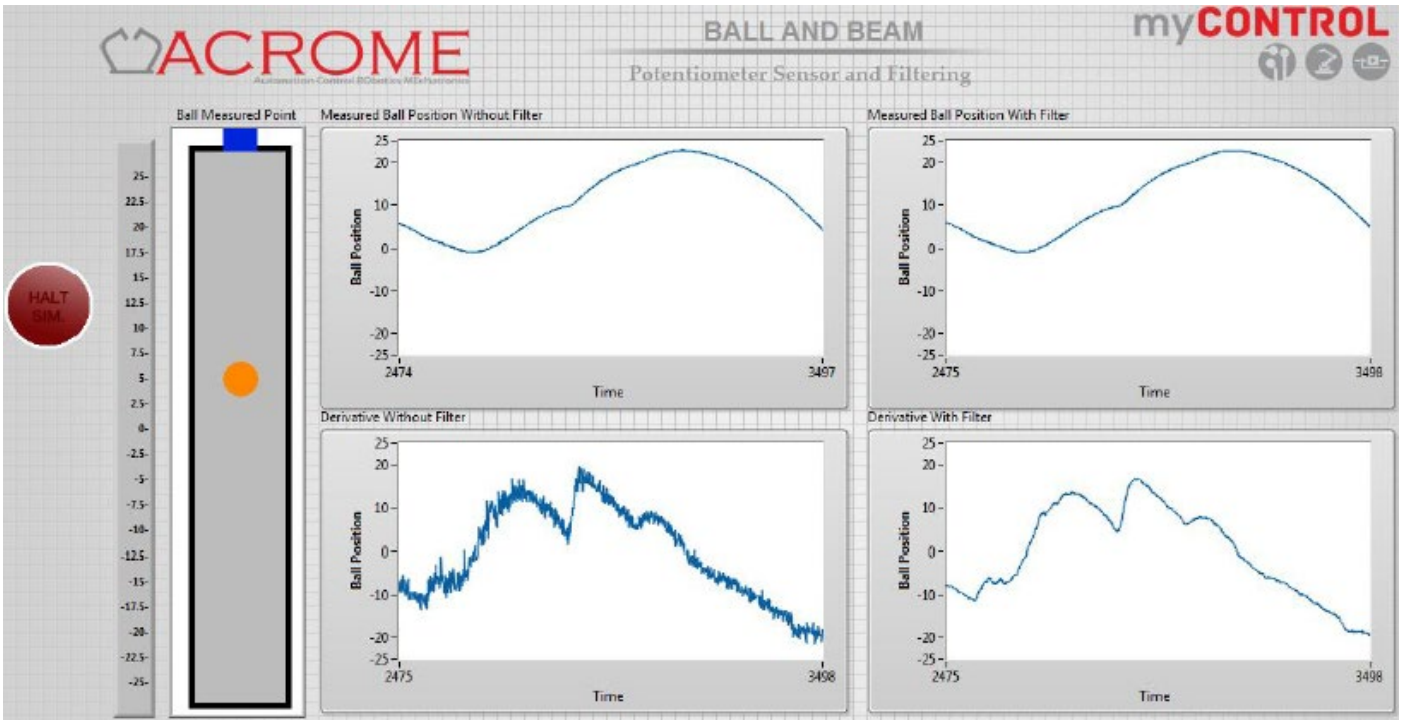 ACROME
Automation Control RObotics MEchatronics
BALL AND BEAM
Potentiometer Sensor and Filtering
myCONTROL
HALT
SIM.
Ball Measured Point
25-
22.5-
20-
17.5-
15-
12.5-
10-
7.5-
5-
2.5-
0-
-2.5-
-5-
-7.5-
-10-
-12.5-
-15-
-17.5-
-20-
-22.5-
-25-
Measured Ball Position Without Filter
Ball Position
25-
20-
10-
0-
-10-
-20-
-25-
2474
3497
Time
Measured Ball Position With Filter
Ball Position
25-
20-
10-
0-
-10-
-20-
-25-
2475
3498
Time
Derivative Without Filter
Ball Position
25-
20-
10-
0-
-10-
-20-
-25-
2475
3498
Time
Derivative With Filter
Ball Position
25-
20-
10-
0-
-10-
-20-
-25-
2475
3498
Time